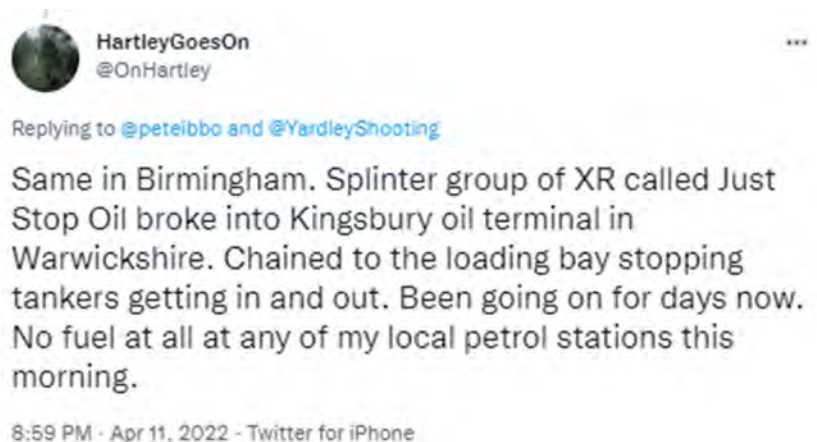 HartleyGoesOn
@OnHartley
Replying to @peteibbo and @YardleyShooting
Same in Birmingham. Splinter group of XR called Just
Stop Oil broke into Kingsbury oil terminal in
Warwickshire. Chained to the loading bay stopping
tankers getting in and out. Been going on for days now.
No fuel at all at any of my local petrol stations this
morning.
8:59 PM · Apr 11, 2022 · Twitter for iPhone